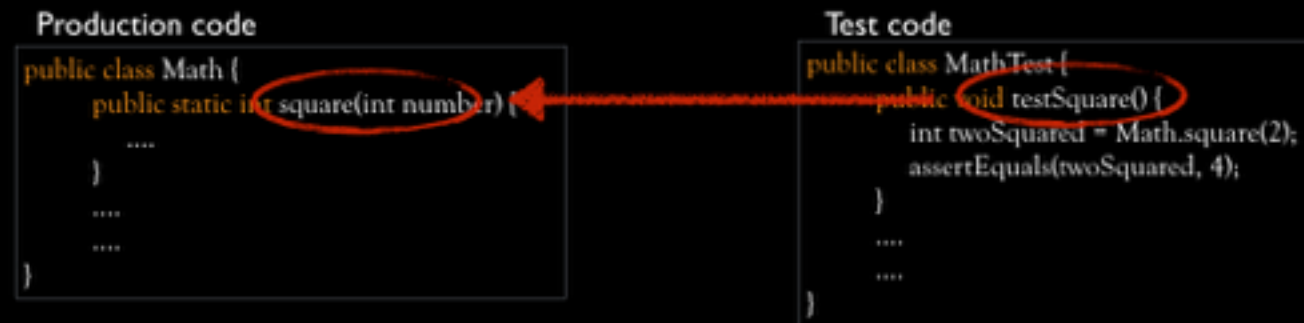 Production code
public class Math {
public static int square(int number) {
....
}
....
....
}
Test code
public class MathTest {
public void testSquare() {
int twoSquared = Math.square(2);
assertEquals(twoSquared, 4);
}
....
....
}